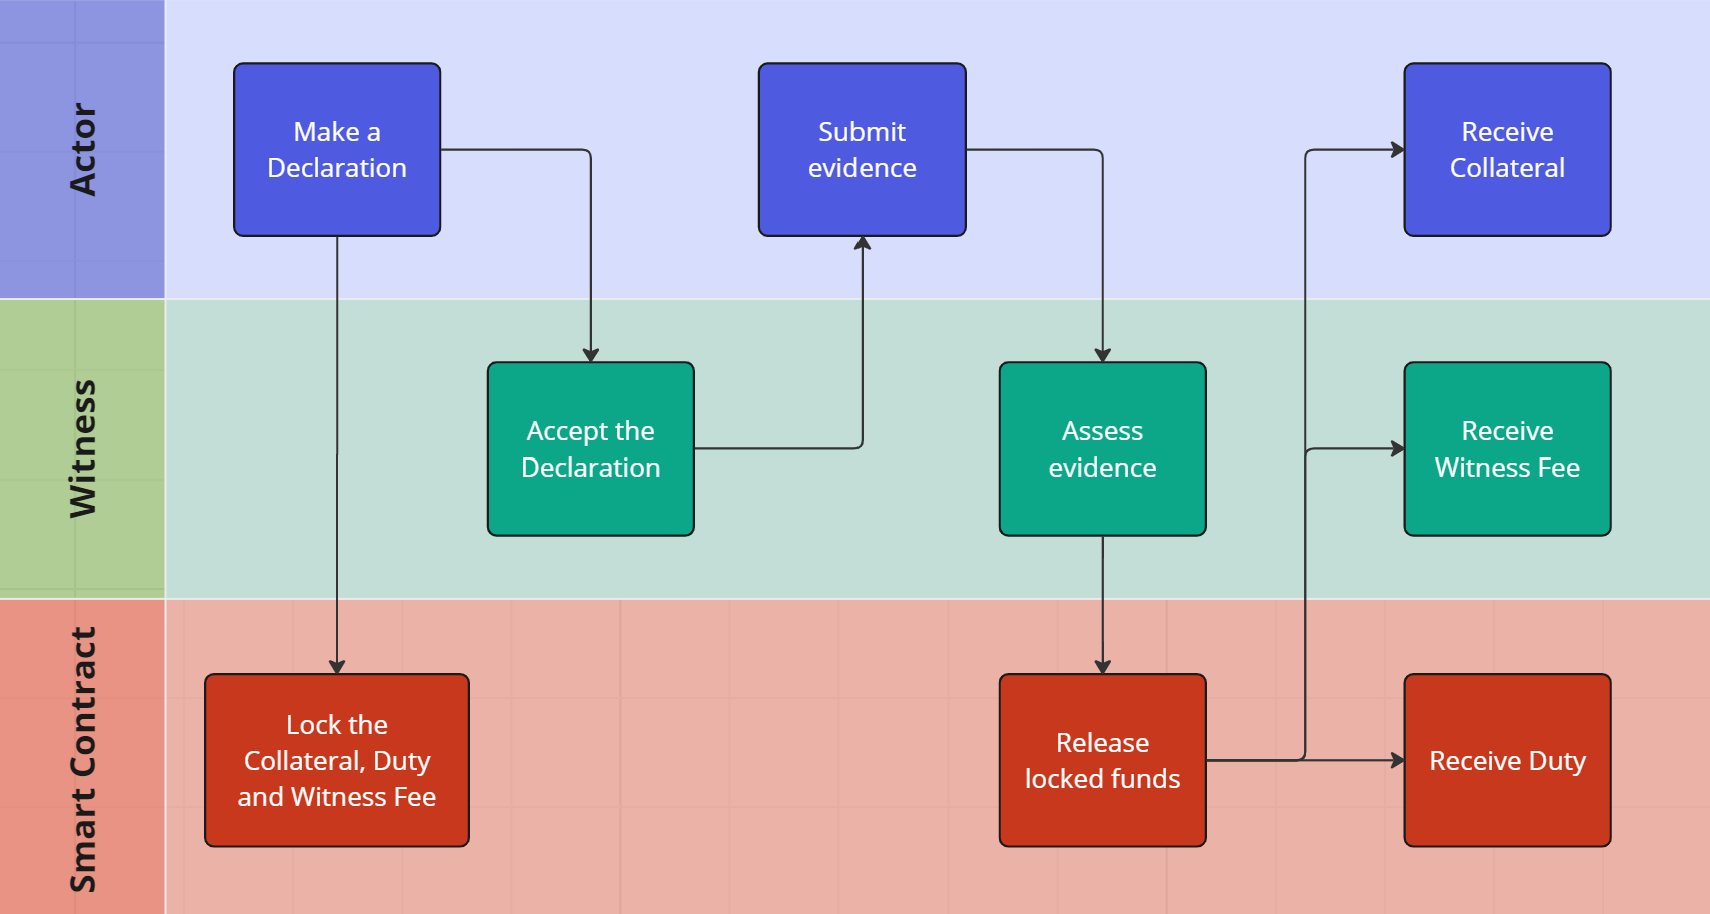 Actor
Make a
Declaration
Submit
evidence
Receive
Collateral
Witness
Accept the
Declaration
Assess
evidence
Receive
Witness Fee
Smart Contract
Lock the
Collateral, Duty
and Witness Fee
Release
locked funds
Receive Duty